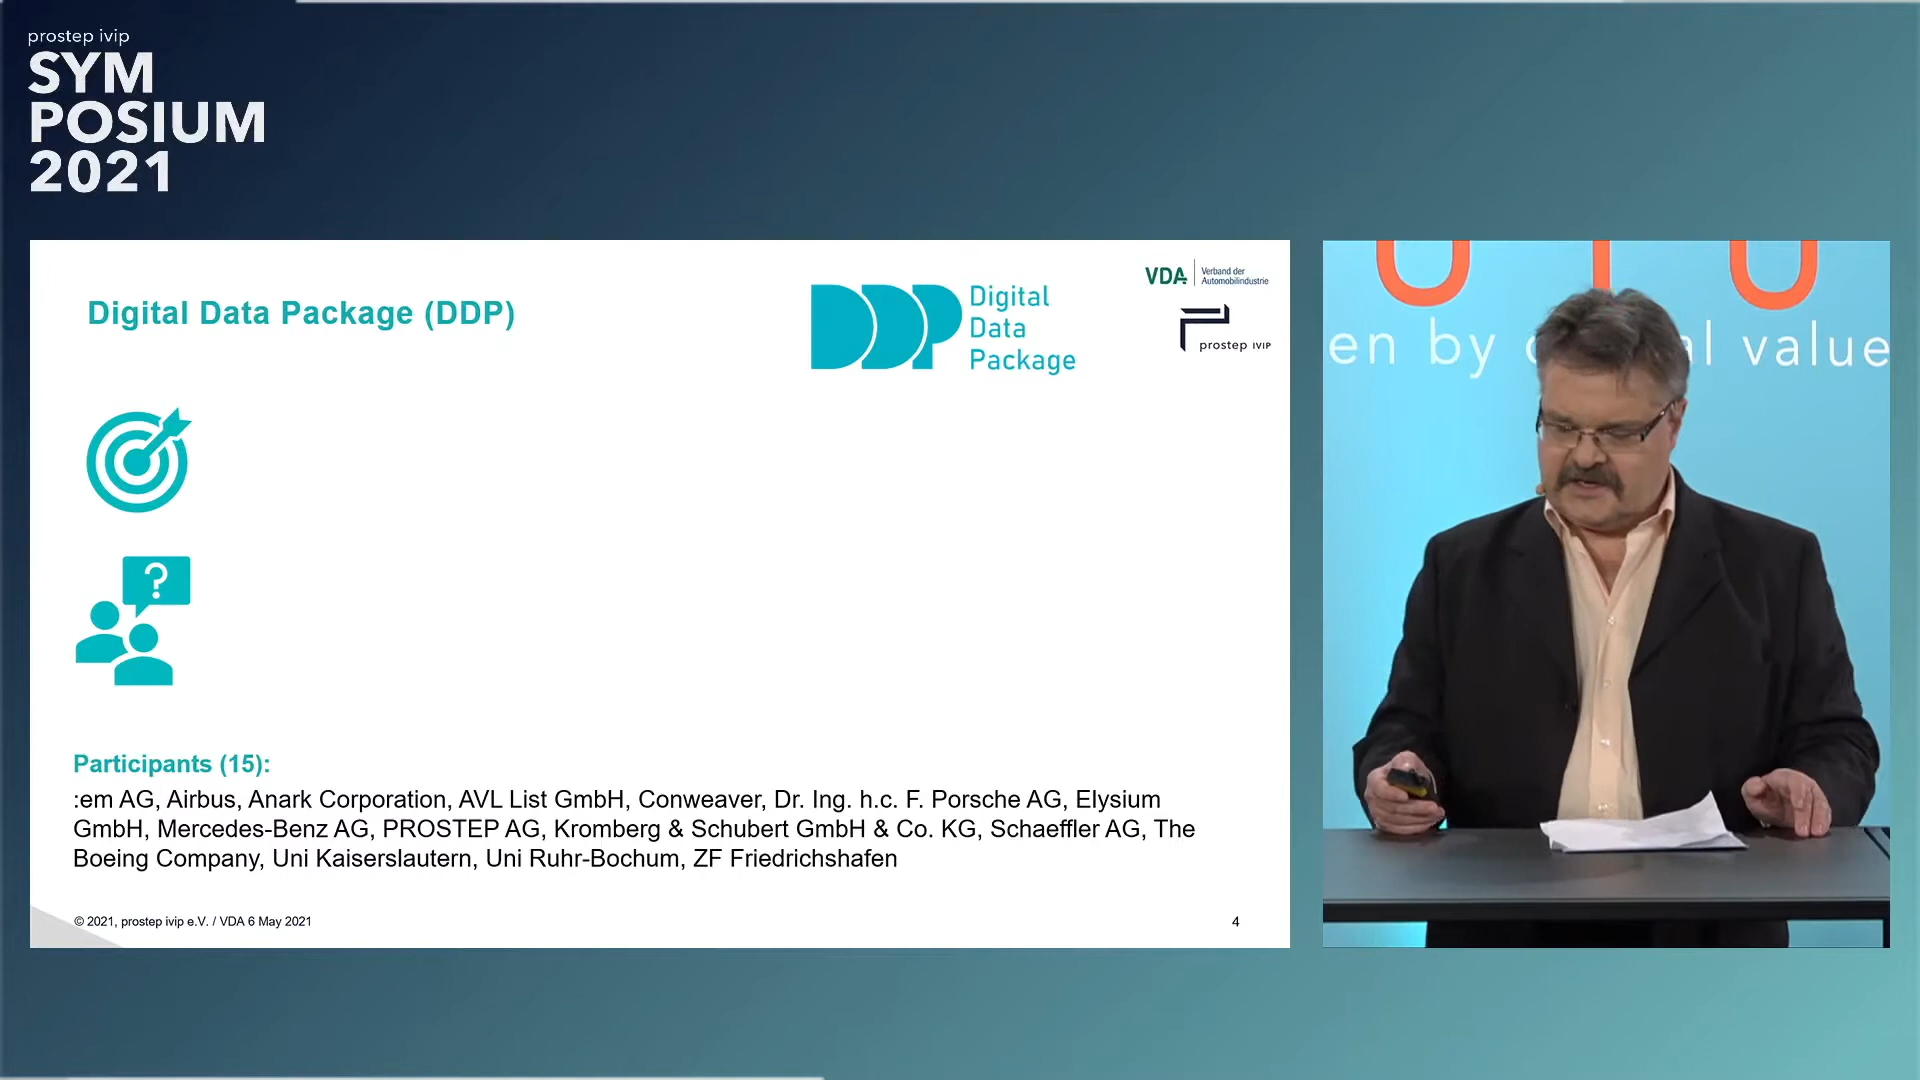 prostep ivip
SYM
POSIUM
2021
Digital Data Package (DDP)
DDP
Digital
Data
Package
VDA
Verband der
Automobilindustrie
prostep IVIP
?
Participants (15):
:em AG, Airbus, Anark Corporation, AVL List GmbH, Conweaver, Dr. Ing. h.c. F. Porsche AG, Elysium
GmbH, Mercedes-Benz AG, PROSTEP AG, Kromberg & Schubert GmbH & Co. KG, Schaeffler AG, The
Boeing Company, Uni Kaiserslautern, Uni Ruhr-Bochum, ZF Friedrichshafen
© 2021, prostep ivip e.V. / VDA 6 May 2021
4
en by
al value